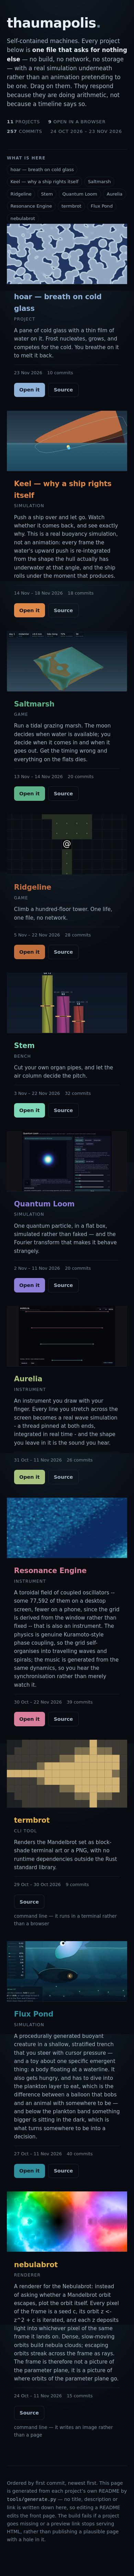 thaumapolis.
Self-contained machines. Every project
below is one file that asks for nothing
else — no build, no network, no storage —
with a real simulation underneath
rather than an animation pretending to
be one. Drag on them. They respond
because the arithmetic responds, not
because a timeline says so.
11 PROJECTS 9 OPEN IN A BROWSER
257 COMMITS 24 OCT 2026 – 23 NOV 2026
WHAT IS HERE
hoar — breath on cold glass
Keel — why a ship rights itself
Saltmarsh
Ridgeline
Stem
Quantum Loom
Aurelia
Resonance Engine
termbrot
Flux Pond
nebulabrot
hoar — breath on cold
glass
PROJECT
A pane of cold glass with a thin film of
water on it. Frost nucleates, grows, and
competes for the cold. You breathe on it
to melt it back.
23 Nov 2026 10 commits
Open it Source
Keel — why a ship rights
itself
SIMULATION
Push a ship over and let go. Watch
whether it comes back, and see exactly
why. This is a real buoyancy simulation,
not an animation: every frame the
water's upward push is re-integrated
over the shape the hull actually has
underwater at that angle, and the ship
rolls under the moment that produces.
14 Nov – 18 Nov 2026 18 commits
Open it Source
Saltmarsh
GAME
Run a tidal grazing marsh. The moon
decides when water is available; you
decide when it comes in and when it
goes out. Get the timing wrong and
everything on the flats dies.
13 Nov – 14 Nov 2026 20 commits
Open it Source
@
Ridgeline
GAME
Climb a hundred-floor tower. One life,
one file, no network.
5 Nov – 22 Nov 2026 28 commits
Open it Source
Stem
BENCH
Cut your own organ pipes, and let the
air column decide the pitch.
3 Nov – 23 Nov 2026 33 commits
Open it Source
Quantum Loom
SIMULATION
One quantum particle, in a flat box,
simulated rather than faked — and the
Fourier transform that makes it behave
strangely.
2 Nov – 11 Nov 2026 20 commits
Open it Source
Aurelia
INSTRUMENT
An instrument you draw with your
finger. Every line you stretch across the
screen becomes a real wave simulation
- a thread pinned at both ends,
integrated in real time - and the shape
you leave it in is the sound you hear.
31 Oct – 11 Nov 2026 26 commits
Open it Source
Resonance Engine
INSTRUMENT
A toroidal field of coupled oscillators --
some 77,592 of them on a desktop
screen, fewer on a phone, since the grid
is sized from the window rather than
fixed -- that is also an instrument. The
physics is genuine Kuramoto-style
phase coupling, so the grid self-
organises into travelling waves and
spirals; the music is generated from the
same dynamics, so you hear the
synchronisation rather than merely
watch it.
30 Oct – 22 Nov 2026 39 commits
Open it Source
termbrot
CLI TOOL
Renders the Mandelbrot set as block-
shade terminal art or a PNG, with no
runtime dependencies outside the Rust
standard library.
29 Oct – 30 Oct 2026 9 commits
Source
command line — it runs in a terminal rather
than a browser
Flux Pond
SIMULATION
A procedurally generated buoyant
creature in a shallow, stratified trench
that you steer with cursor pressure —
and a toy about one specific emergent
thing: a body floating at a waterline. It
also gets hungry, and has to dive into
the plankton layer to eat, which is the
difference between a balloon that bobs
and an animal with somewhere to be —
and below the plankton band something
bigger is sitting in the dark, which is
what turns somewhere to be into a
decision.
27 Oct – 11 Nov 2026 40 commits
Open it Source
nebulabrot
RENDERER
A renderer for the Nebulabrot: instead
of asking whether a Mandelbrot orbit
escapes, plot the orbit itself. Every pixel
of the frame is a seed c, its orbit z <-
z^2 + c is iterated, and each z deposits
light into whichever pixel of the same
frame it lands on. Dense, slow-moving
orbits build nebula clouds; escaping
orbits streak across the frame as rays.
The frame is therefore not a picture of
the parameter plane, it is a picture of
where orbits of the parameter plane go.
24 Oct – 11 Nov 2026 31 commits
Source
command line — it writes an image rather
than a page
Ordered by first commit, newest first. This page
is generated from each project's own README by
tools/generate.py — no title, description or
link is written down here, so editing a README
edits the front page. The build fails if a project
goes missing or a preview link stops serving
HTML, rather than publishing a plausible page
with a hole in it.